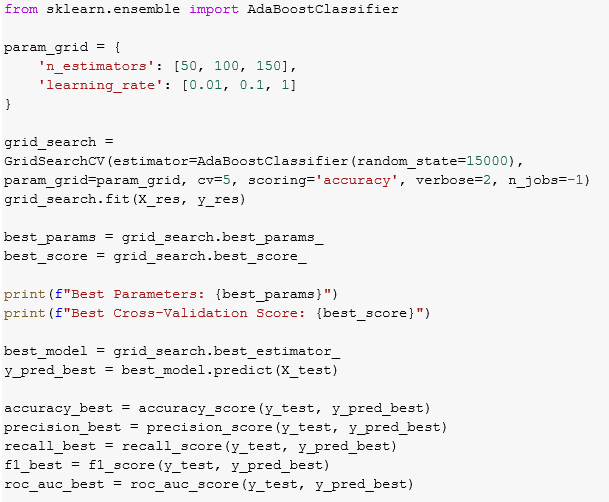 from sklearn.ensemble import AdaBoostClassifier

param_grid = {
    'n_estimators': [50, 100, 150],
    'learning_rate': [0.01, 0.1, 1]
}

grid_search =
GridSearchCV(estimator=AdaBoostClassifier(random_state=15000),
param_grid=param_grid, cv=5, scoring='accuracy', verbose=2, n_jobs=-1)
grid_search.fit(X_res, y_res)

best_params = grid_search.best_params_
best_score = grid_search.best_score_

print(f"Best Parameters: {best_params}")
print(f"Best Cross-Validation Score: {best_score}")

best_model = grid_search.best_estimator_
y_pred_best = best_model.predict(X_test)

accuracy_best = accuracy_score(y_test, y_pred_best)
precision_best = precision_score(y_test, y_pred_best)
recall_best = recall_score(y_test, y_pred_best)
f1_best = f1_score(y_test, y_pred_best)
roc_auc_best = roc_auc_score(y_test, y_pred_best)